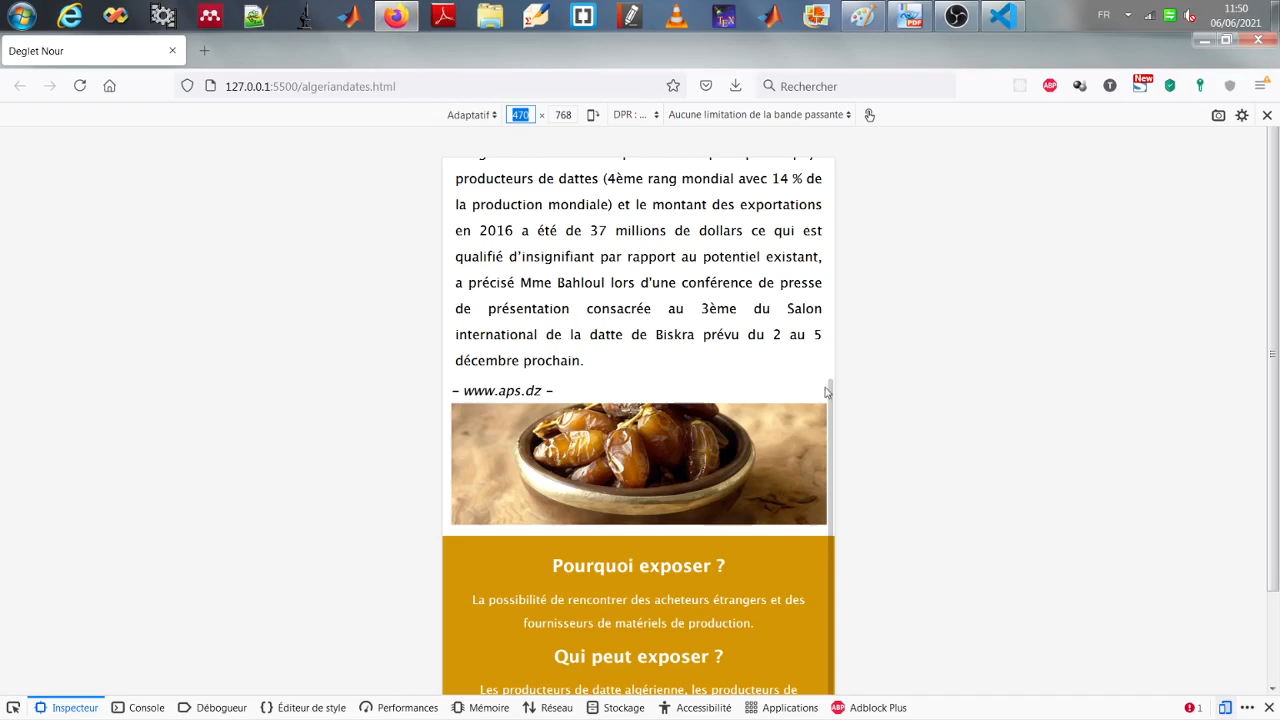 FR
11:50
06/06/2021
Deglet Nour
127.0.0.1:5500/algeriandates.html
Rechercher
ABP
T
New
Adaptatif
470 × 768
DPR : ...
Aucune limitation de la bande passante
producteurs de dattes (4ème rang mondial avec 14 % de
la production mondiale) et le montant des exportations
en 2016 a été de 37 millions de dollars ce qui est
qualifié d’insignifiant par rapport au potentiel existant,
a précisé Mme Bahloul lors d'une conférence de presse
de présentation consacrée au 3ème du Salon
international de la datte de Biskra prévu du 2 au 5
décembre prochain.
– www.aps.dz –
Pourquoi exposer ?
La possibilité de rencontrer des acheteurs étrangers et des
fournisseurs de matériels de production.
Qui peut exposer ?
Les producteurs de datte algérienne, les producteurs de
Inspecteur
Console
Débogueur
Éditeur de style
Performances
Mémoire
Réseau
Stockage
Accessibilité
Applications
ABP Adblock Plus
1